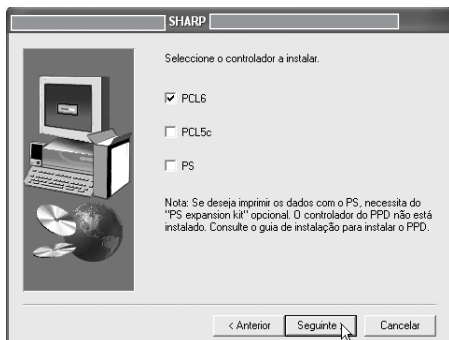 SHARP
Seleccione o controlador a instalar.
PCL6
PCL5c
PS
Nota: Se deseja imprimir os dados com o PS, necessita do
"PS expansion kit" opcional. O controlador do PPD não está
instalado. Consulte o guia de instalação para instalar o PPD.
< Anterior
Seguinte >
Cancelar